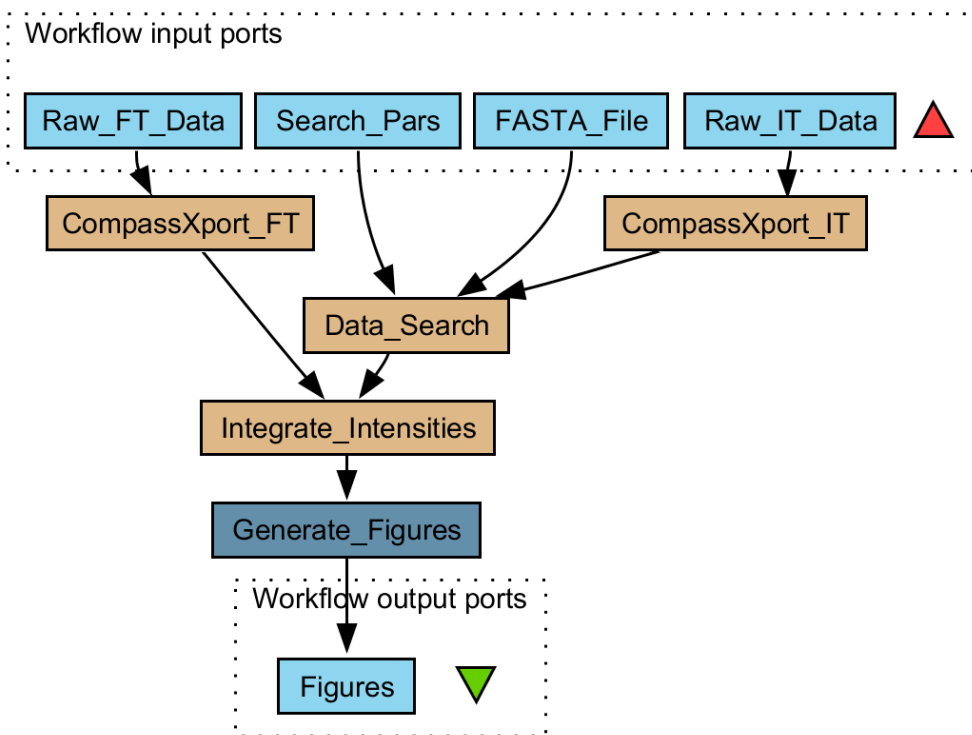 Workflow input ports
Raw_FT_Data
Search_Pars
FASTA_File
Raw_IT_Data
CompassXport_FT
CompassXport_IT
Data_Search
Integrate_Intensities
Generate_Figures
Workflow output ports
Figures